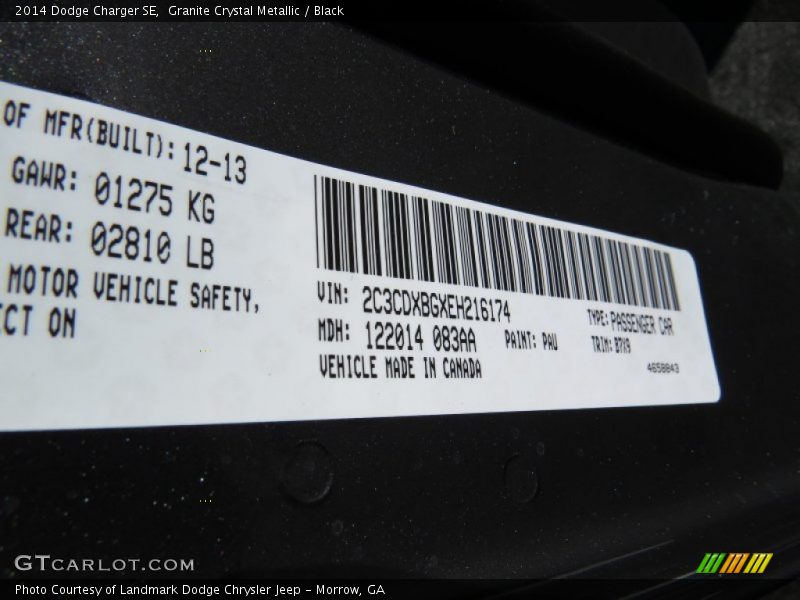 2014 Dodge Charger SE, Granite Crystal Metallic / Black
OF MFR(BUILT): 12-13
GAWR: 01275 KG
REAR: 02810 LB
MOTOR VEHICLE SAFETY,
ECT ON
VIN: 2C3CDXBGXEH216174
MDH: 122014 083AA
PAINT: PAU
VEHICLE MADE IN CANADA
TYPE: PASSENGER CAR
TRIM: B7X9
4658843
GTCARLOT.COM
Photo Courtesy of Landmark Dodge Chrysler Jeep - Morrow, GA